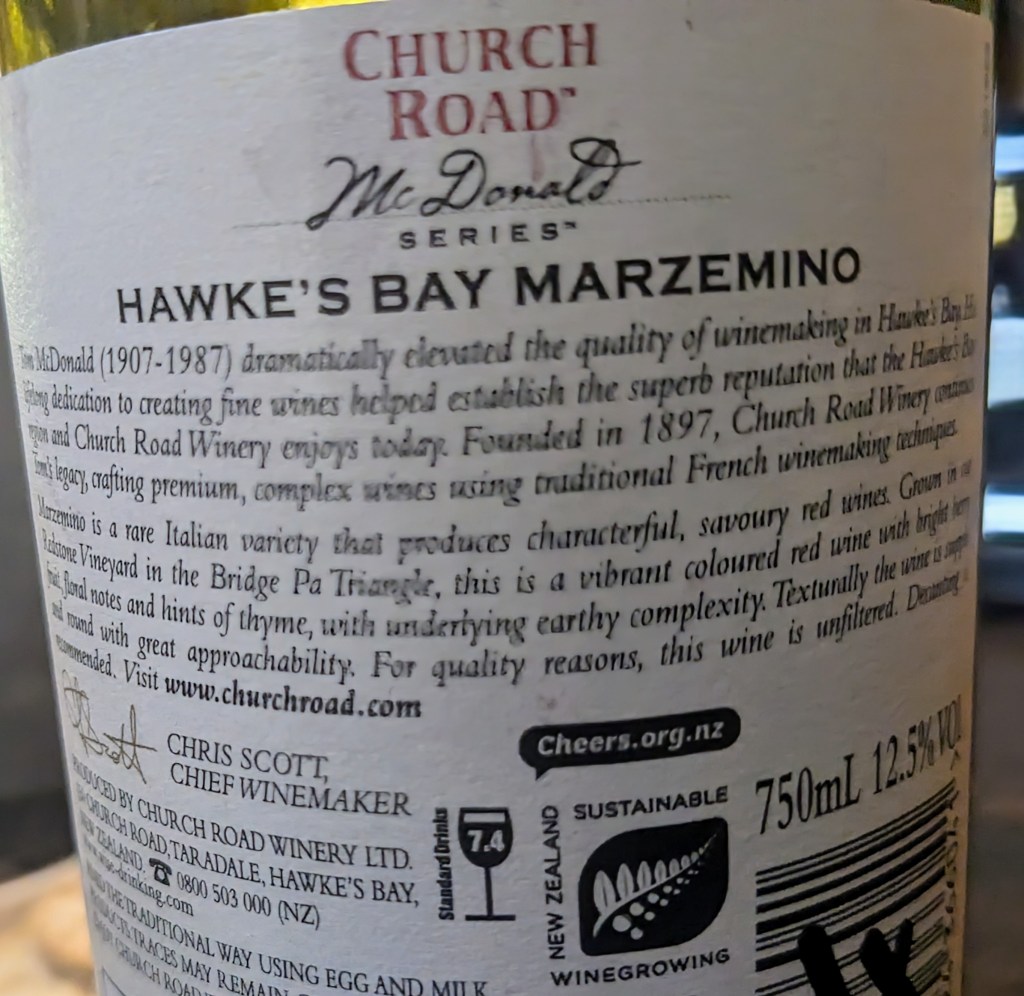 CHURCH
ROAD™
McDonald
SERIES™
HAWKE'S BAY MARZEMINO
Tom McDonald (1907-1987) dramatically elevated the quality of winemaking in Hawke's Bay. His
lifelong dedication to creating fine wines helped establish the superb reputation that the Hawke's Bay
region and Church Road Winery enjoys today. Founded in 1897, Church Road Winery continues
Tom's legacy, crafting premium, complex wines using traditional French winemaking techniques.
Marzemino is a rare Italian variety that produces characterful, savoury red wines. Grown in our
Redstone Vineyard in the Bridge Pa Triangle, this is a vibrant coloured red wine with bright berry
fruit, floral notes and hints of thyme, with underlying earthy complexity. Texturally the wine is supple
and round with great approachability. For quality reasons, this wine is unfiltered. Decanting
recommended. Visit www.churchroad.com
CHRIS SCOTT,
CHIEF WINEMAKER
PRODUCED BY CHURCH ROAD WINERY LTD.
CHURCH ROAD, TARADALE, HAWKE'S BAY,
NEW ZEALAND. ☎ 0800 503 000 (NZ)
THE TRADITIONAL WAY USING EGG AND MILK
PRODUCTS. TRACES MAY REMAIN.
CHURCH ROAD
Standard Drinks
7.4
Cheers.org.nz
SUSTAINABLE
NEW ZEALAND
WINEGROWING
750mL 12.5% VOL